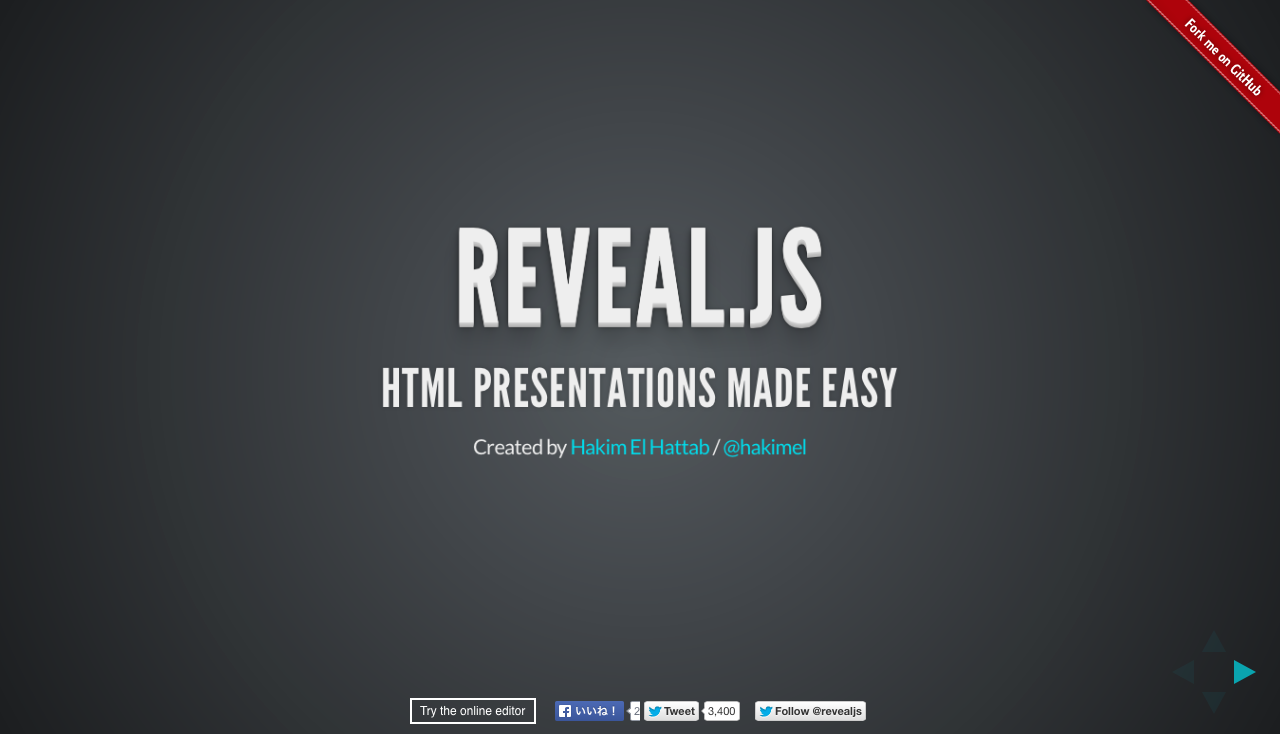 Fork me on GitHub
REVEAL.JS
HTML PRESENTATIONS MADE EASY
Created by Hakim El Hattab / @hakimel
Try the online editor いいね！ 2 Tweet 3,400 Follow @revealjs